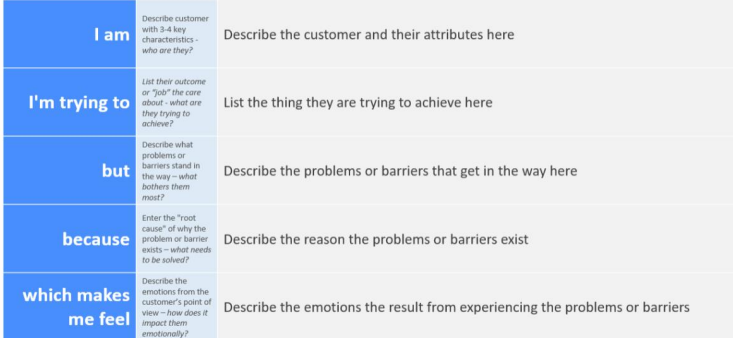 I am
Describe customer
with 3-4 key
characteristics -
who are they?
Describe the customer and their attributes here
I'm trying to
List their outcome
or "job" the care
about - what are
they trying to
achieve?
List the thing they are trying to achieve here
but
Describe what
problems or
barriers stand in
the way – what
bothers them
most?
Describe the problems or barriers that get in the way here
because
Enter the "root
cause" of why the
problem or barrier
exists – what needs
to be solved?
Describe the reason the problems or barriers exist
which makes
me feel
Describe the
emotions from the
customer's point of
view – how does it
impact them
emotionally?
Describe the emotions the result from experiencing the problems or barriers